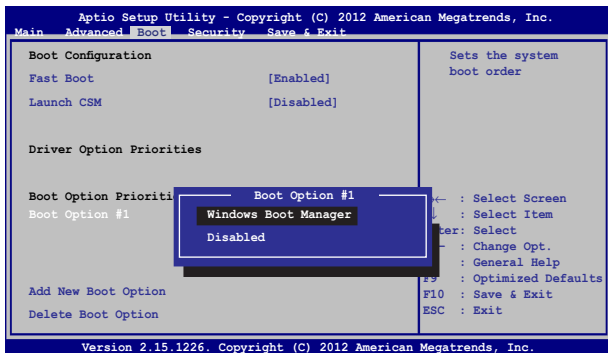 Aptio Setup Utility - Copyright (C) 2012 American Megatrends, Inc.
Main Advanced Boot Security Save & Exit
Boot Configuration
Fast Boot [Enabled]
Launch CSM [Disabled]
Driver Option Priorities
Boot Option Prioriti
Boot Option #1
Boot Option #1
Windows Boot Manager
Disabled
Add New Boot Option
Delete Boot Option
Sets the system
boot order
← : Select Screen
↓ : Select Item
ter: Select
— : Change Opt.
: General Help
F9 : Optimized Defaults
F10 : Save & Exit
ESC : Exit
Version 2.15.1226. Copyright (C) 2012 American Megatrends, Inc.